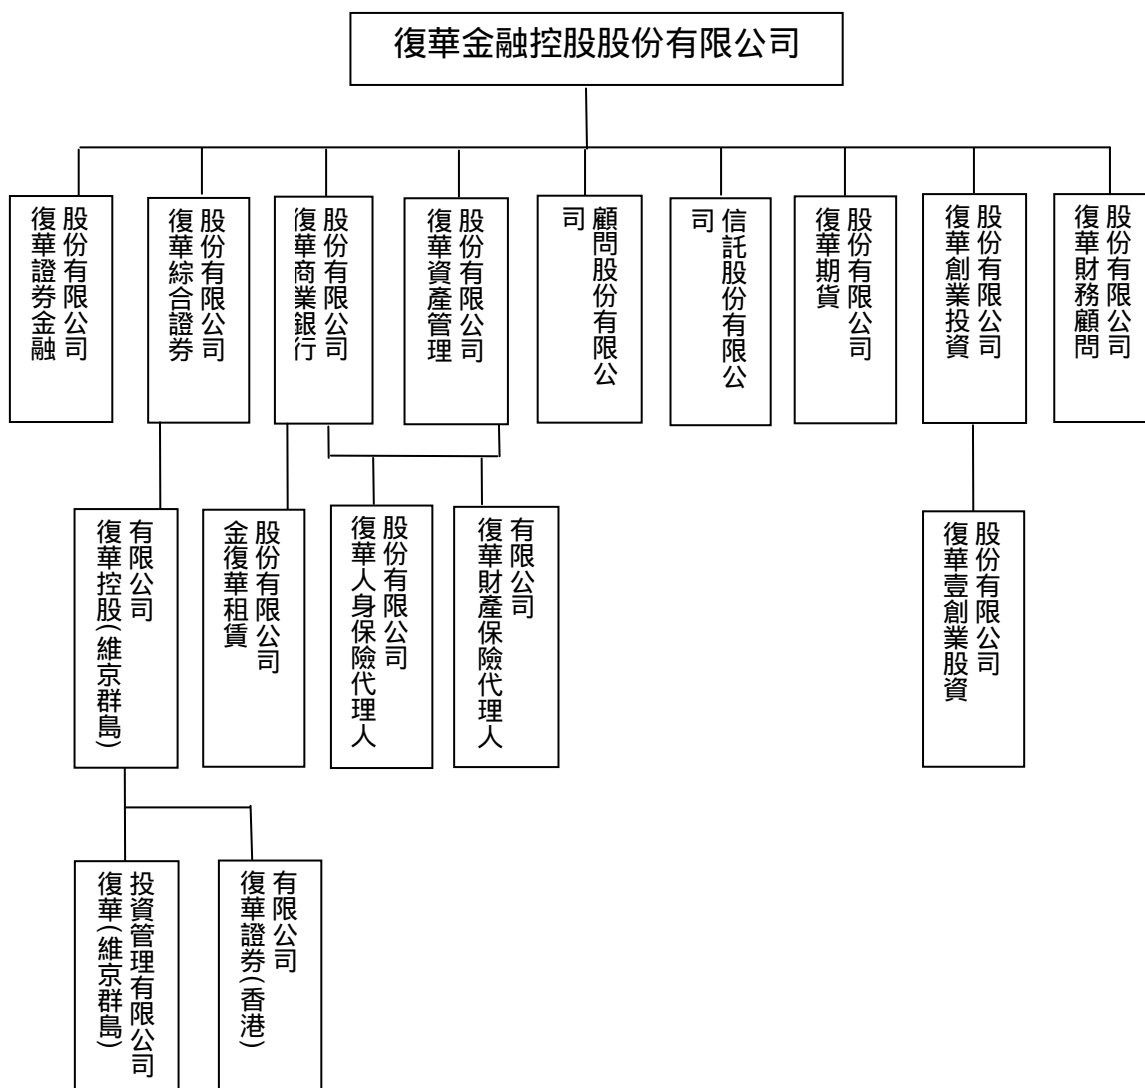 復華金融控股股份有限公司
復華證券金融
股份有限公司
復華綜合證券
股份有限公司
復華商業銀行
股份有限公司
復華資產管理
股份有限公司
顧問股份有限公
司
信託股份有限公
司
復華期貨
股份有限公司
復華創業投資
股份有限公司
復華財務顧問
股份有限公司
復華控股(維京群島)
有限公司
金復華租賃
股份有限公司
復華人身保險代理人
股份有限公司
復華財產保險代理人
有限公司
復華壹創業股資
股份有限公司
復華(維京群島)
投資管理有限公司
復華證券(香港)
有限公司